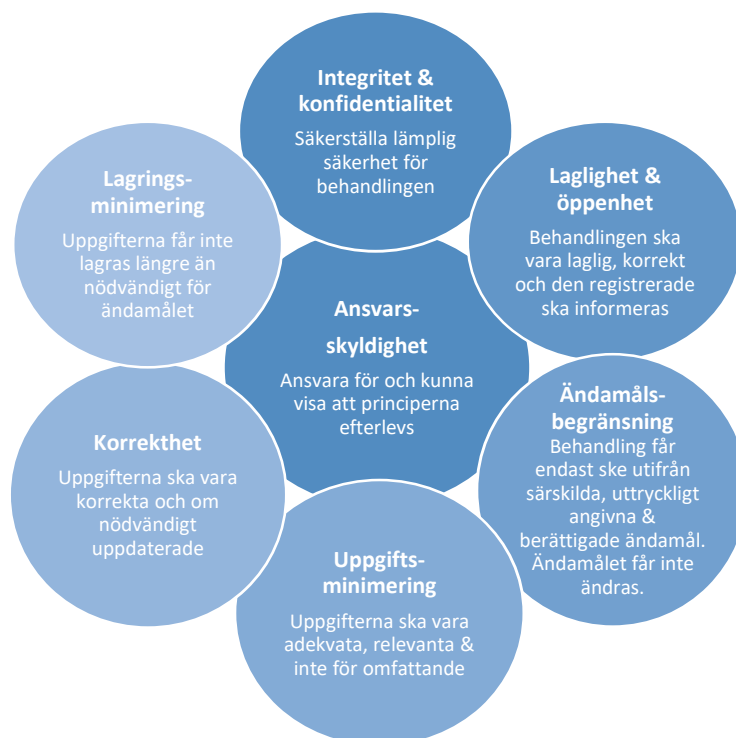 Integritet &
konfidentialitet
Säkerställa lämplig
säkerhet för
behandlingen
Laglighet &
öppenhet
Behandlingen ska
vara laglig, korrekt
och den registrerade
ska informeras
Ändamåls-
begränsning
Behandling får
endast ske utifrån
särskilda, uttryckligt
angivna &
berättigade ändamål.
Ändamålet får inte
ändras.
Uppgifts-
minimering
Uppgifterna ska vara
adekvata, relevanta &
inte för omfattande
Korrekthet
Uppgifterna ska vara
korrekta och om
nödvändigt
uppdaterade
Lagrings-
minimering
Uppgifterna får inte
lagras längre än
nödvändigt för
ändamålet
Ansvars-
skyldighet
Ansvara för och kunna
visa att principerna
efterlevs